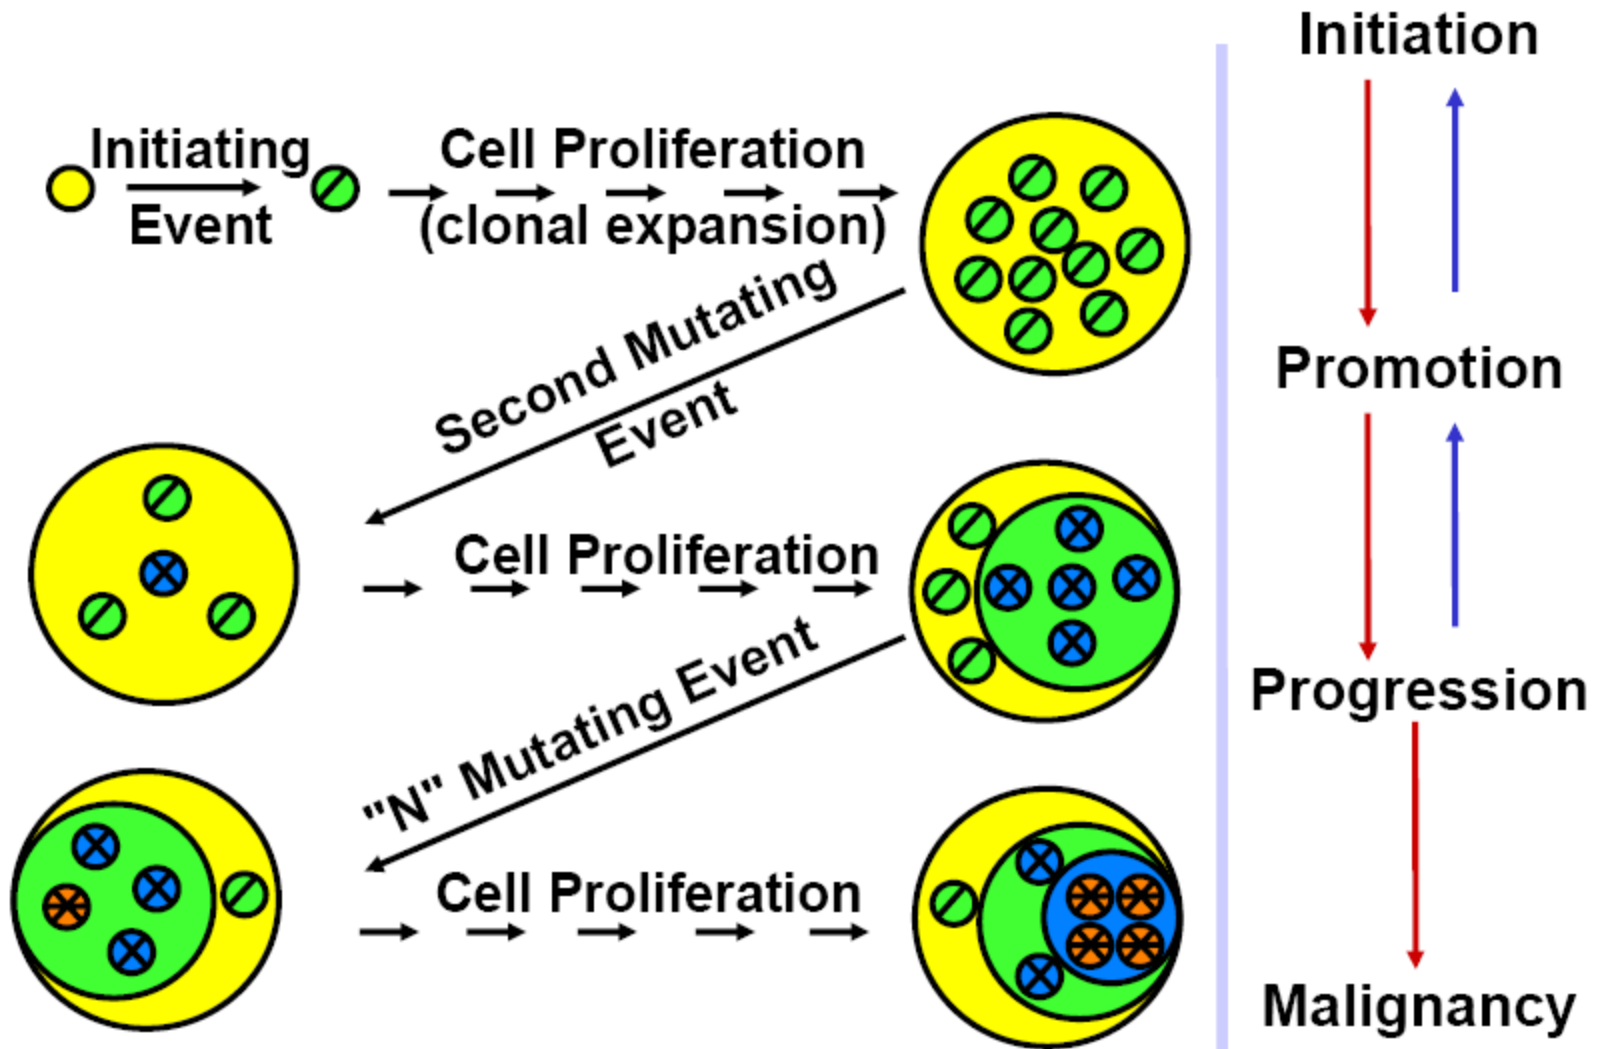 Initiating
Event
Cell Proliferation
(clonal expansion)
Second Mutating
Event
Cell Proliferation
"N" Mutating Event
Cell Proliferation
Initiation
Promotion
Progression
Malignancy